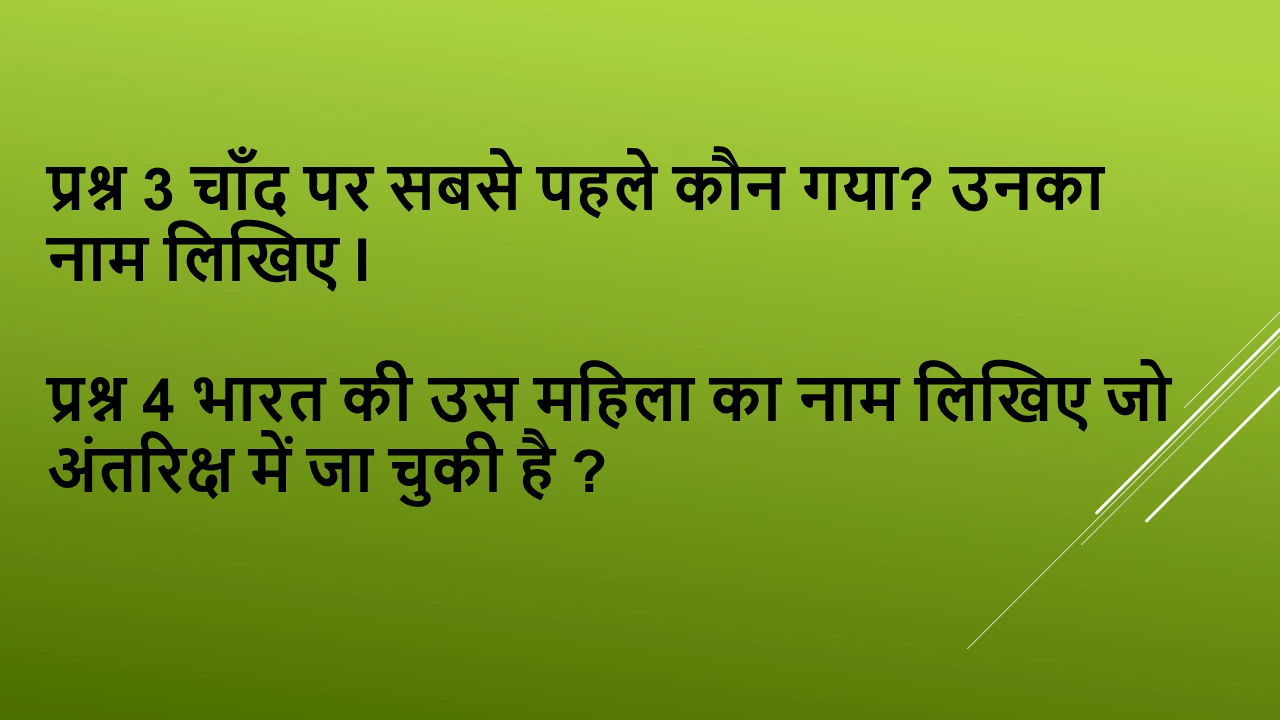 प्रश्न 3 चाँद पर सबसे पहले कौन गया? उनका
नाम लिखिए l
प्रश्न 4 भारत की उस महिला का नाम लिखिए जो
अंतरिक्ष में जा चुकी है ?